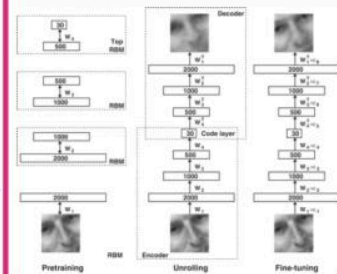 30
W₄
500
Top
RBM
500
W₃
1000
RBM
1000
W₂
2000
RBM
2000
W₁
RBM
Pretraining
Decoder
2000
1000
500
Code layer
30
W₄
500
W₃
1000
W₂
2000
W₁
Encoder
Unrolling
2000
1000
500
30
500
1000
2000
Fine-tuning